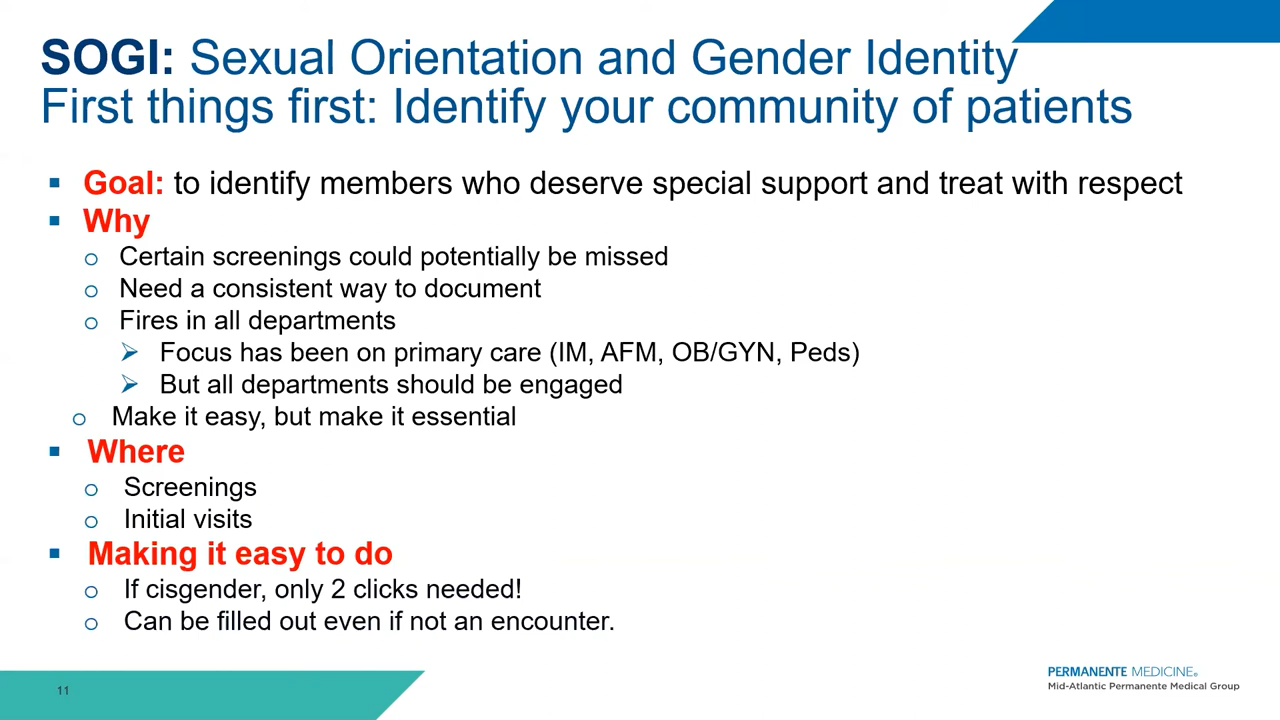 SOGI: Sexual Orientation and Gender Identity
First things first: Identify your community of patients
▪ Goal: to identify members who deserve special support and treat with respect
▪ Why
o Certain screenings could potentially be missed
o Need a consistent way to document
o Fires in all departments
➢ Focus has been on primary care (IM, AFM, OB/GYN, Peds)
➢ But all departments should be engaged
o Make it easy, but make it essential
▪ Where
o Screenings
o Initial visits
▪ Making it easy to do
o If cisgender, only 2 clicks needed!
o Can be filled out even if not an encounter.
11
PERMANENTE MEDICINE®
Mid-Atlantic Permanente Medical Group